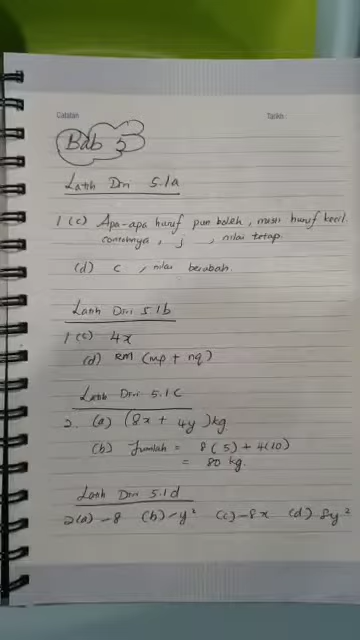 Catatan
Tarikh:
Bab 5
Latih Diri 5.1a
1 (c) Apa-apa huruf pun boleh, mesti huruf kecil.
contohnya, j , nilai tetap.
(d) c , nilai berubah.
Latih Diri 5.1b
1 (c) 4x
(d) RM (mp + nq)
Latih Diri 5.1c
2. (a) (8x + 4y) kg
(b) Jumlah = 8(5) + 4(10)
= 80 kg.
Latih Diri 5.1d
2(a) -8 (b) -y² (c) -8x (d) 8y²